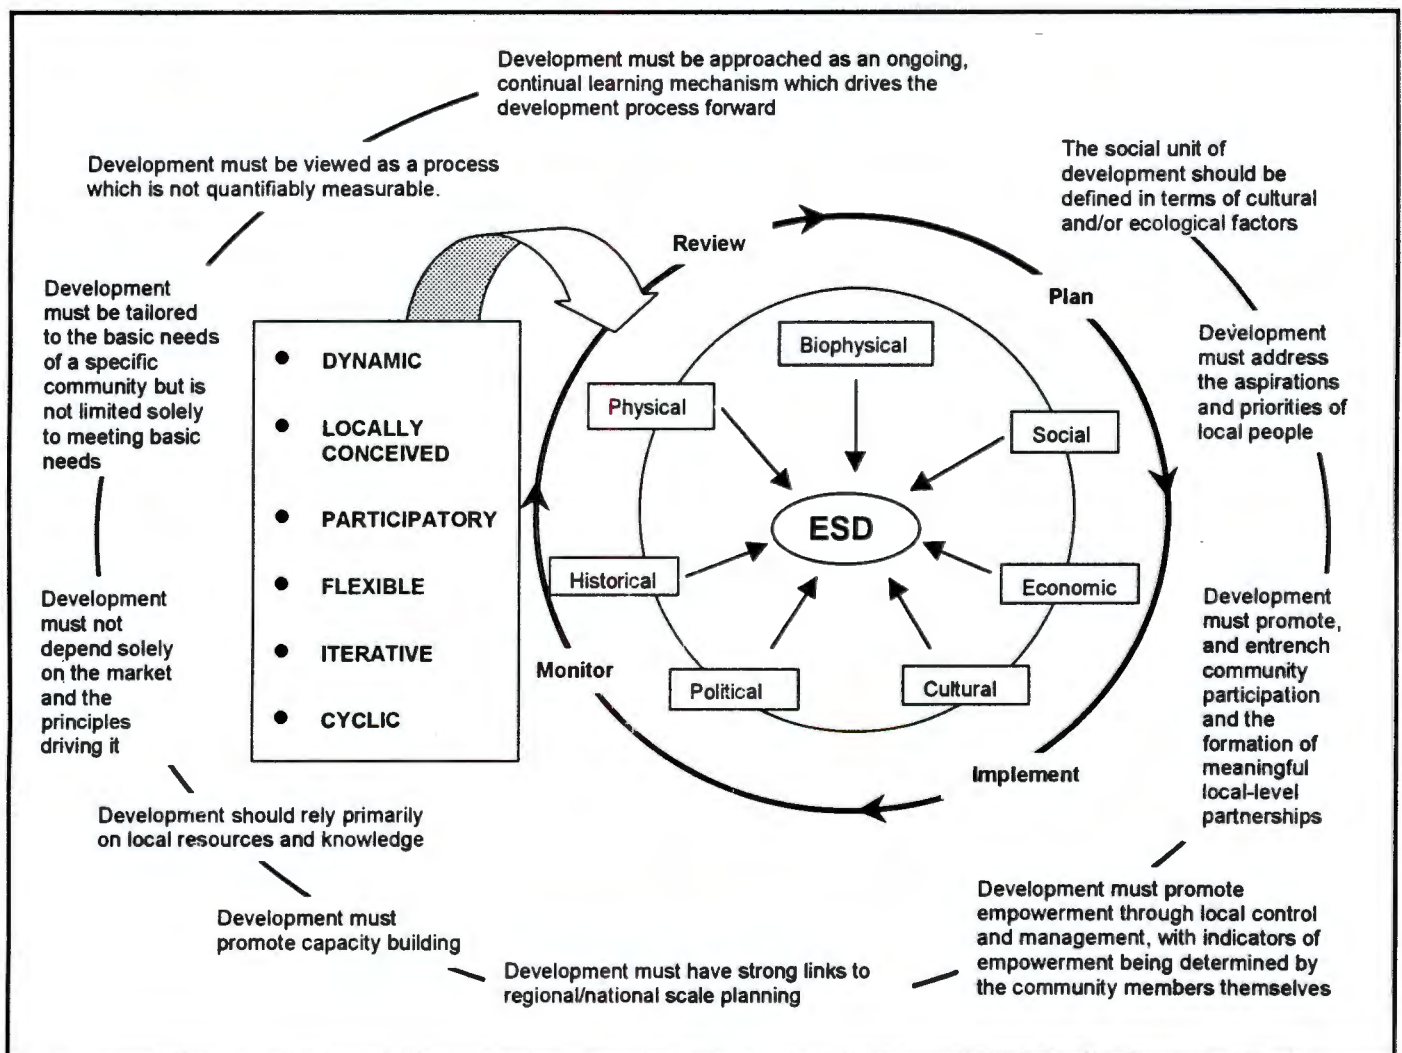 Development must be approached as an ongoing,
continual learning mechanism which drives the
development process forward
The social unit of
development should be
defined in terms of cultural
and/or ecological factors
Development must be viewed as a process
which is not quantifiably measurable.
Review
Plan
Development
must be tailored
to the basic needs
of a specific
community but is
not limited solely
to meeting basic
needs
Development
must address
the aspirations
and priorities of
local people
DYNAMIC
LOCALLY
CONCEIVED
PARTICIPATORY
FLEXIBLE
ITERATIVE
CYCLIC
Biophysical
Physical
Social
ESD
Historical
Economic
Political
Cultural
Monitor
Implement
Development
must not
depend solely
on the market
and the
principles
driving it
Development
must promote,
and entrench
community
participation
and the
formation of
meaningful
local-level
partnerships
Development should rely primarily
on local resources and knowledge
Development must
promote capacity building
Development must have strong links to
regional/national scale planning
Development must promote
empowerment through local control
and management, with indicators of
empowerment being determined by
the community members themselves